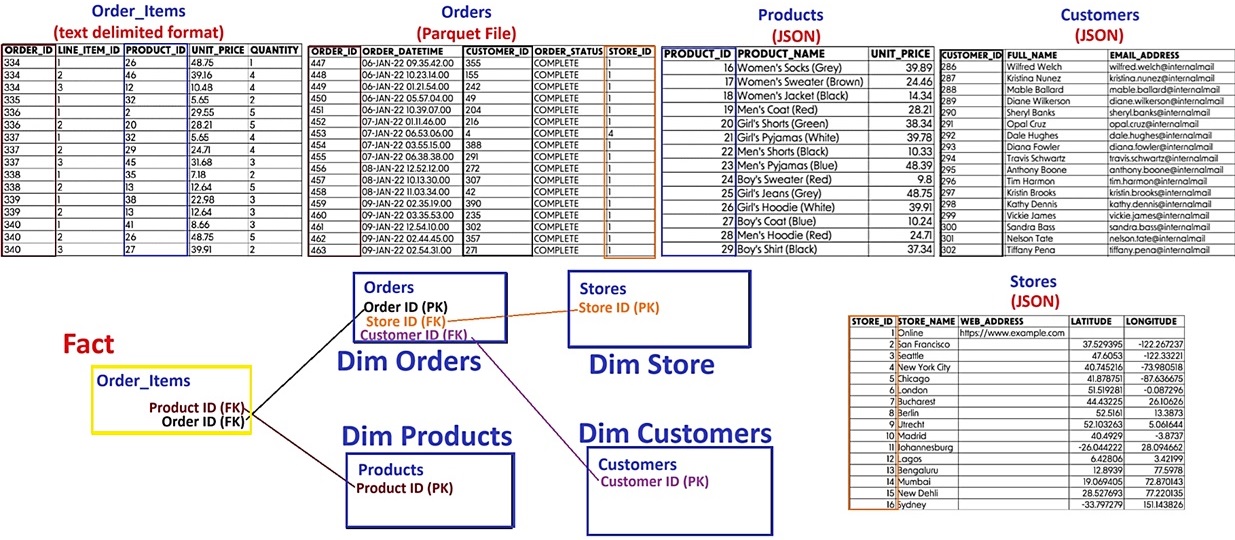 Order_Items
(text delimited format)
ORDER_ID LINE_ITEM_ID PRODUCT_ID UNIT_PRICE QUANTITY
334 1 26 48.75 1
334 2 46 39.16 4
334 3 12 10.48 4
335 1 32 5.65 2
336 1 2 29.55 5
336 2 20 28.21 5
337 1 32 5.65 4
337 2 29 24.71 4
337 3 45 31.68 3
338 1 35 7.18 2
338 2 13 12.64 5
339 1 38 22.98 3
339 2 13 12.64 3
340 1 41 8.66 3
340 2 26 48.75 5
340 3 27 39.91 2
Orders
(Parquet File)
ORDER_ID ORDER_DATETIME CUSTOMER_ID ORDER_STATUS STORE_ID
447 06-JAN-22 09.35.42.00 355 COMPLETE 1
448 06-JAN-22 10.23.14.00 155 COMPLETE 1
449 06-JAN-22 01.21.54.00 242 COMPLETE 1
450 06-JAN-22 05.57.04.00 49 COMPLETE 1
451 06-JAN-22 10.39.07.00 204 COMPLETE 1
452 07-JAN-22 01.11.46.00 216 COMPLETE 1
453 07-JAN-22 06.53.06.00 4 COMPLETE 4
454 07-JAN-22 03.55.15.00 388 COMPLETE 1
455 07-JAN-22 06.38.38.00 291 COMPLETE 1
456 08-JAN-22 12.52.12.00 272 COMPLETE 1
457 08-JAN-22 10.13.30.00 307 COMPLETE 1
458 08-JAN-22 11.03.34.00 42 COMPLETE 1
459 09-JAN-22 02.35.19.00 390 COMPLETE 1
460 09-JAN-22 03.35.53.00 235 COMPLETE 1
461 09-JAN-22 12.54.10.00 302 COMPLETE 1
462 09-JAN-22 02.44.45.00 357 COMPLETE 1
463 09-JAN-22 02.54.31.00 271 COMPLETE 1
Products
(JSON)
PRODUCT_ID PRODUCT_NAME UNIT_PRICE
16 Women's Socks (Grey) 39.89
17 Women's Sweater (Brown) 24.46
18 Women's Jacket (Black) 14.34
19 Men's Coat (Red) 28.21
20 Girl's Shorts (Green) 38.34
21 Girl's Pyjamas (White) 39.78
22 Men's Shorts (Black) 10.33
23 Men's Pyjamas (Blue) 48.39
24 Boy's Sweater (Red) 9.8
25 Girl's Jeans (Grey) 48.75
26 Girl's Hoodie (White) 39.91
27 Boy's Coat (Blue) 10.24
28 Men's Hoodie (Red) 24.71
29 Boy's Shirt (Black) 37.34
Customers
(JSON)
CUSTOMER_ID FULL_NAME EMAIL_ADDRESS
286 Wilfred Welch wilfred.welch@internalmail
287 Kristina Nunez kristina.nunez@internalmail
288 Mable Ballard mable.ballard@internalmail
289 Diane Wilkerson diane.wilkerson@internalmail
290 Sheryl Banks sheryl.banks@internalmail
291 Opal Cruz opal.cruz@internalmail
292 Dale Hughes dale.hughes@internalmail
293 Diana Fowler diana.fowler@internalmail
294 Travis Schwartz travis.schwartz@internalmail
295 Anthony Boone anthony.boone@internalmail
296 Tim Harmon tim.harmon@internalmail
297 Kristin Brooks kristin.brooks@internalmail
298 Kathy Dennis kathy.dennis@internalmail
299 Vickie James vickie.james@internalmail
300 Sandra Bass sandra.bass@internalmail
301 Nelson Tate nelson.tate@internalmail
302 Tiffany Pena tiffany.pena@internalmail
Fact
Order_Items
Product ID (FK)
Order ID (FK)
Orders
Order ID (PK)
Store ID (FK)
Customer ID (FK)
Dim Orders
Stores
Store ID (PK)
Dim Store
Dim Products
Products
Product ID (PK)
Dim Customers
Customers
Customer ID (PK)
Stores
(JSON)
STORE_ID STORE_NAME WEB_ADDRESS LATITUDE LONGITUDE
1 Online https://www.example.com
2 San Francisco 37.529395 -122.267237
3 Seattle 47.6053 -122.33221
4 New York City 40.745216 -73.980518
5 Chicago 41.878751 -87.636675
6 London 51.519281 -0.087296
7 Bucharest 44.43225 26.10626
8 Berlin 52.5161 13.3873
9 Utrecht 52.103263 5.061644
10 Madrid 40.4929 -3.8737
11 Johannesburg -26.044222 28.094662
12 Lagos 6.42806 3.42199
13 Bengaluru 12.8939 77.5978
14 Mumbai 19.069405 72.870143
15 New Dehli 28.527693 77.220135
16 Sydney -33.797279 151.143826